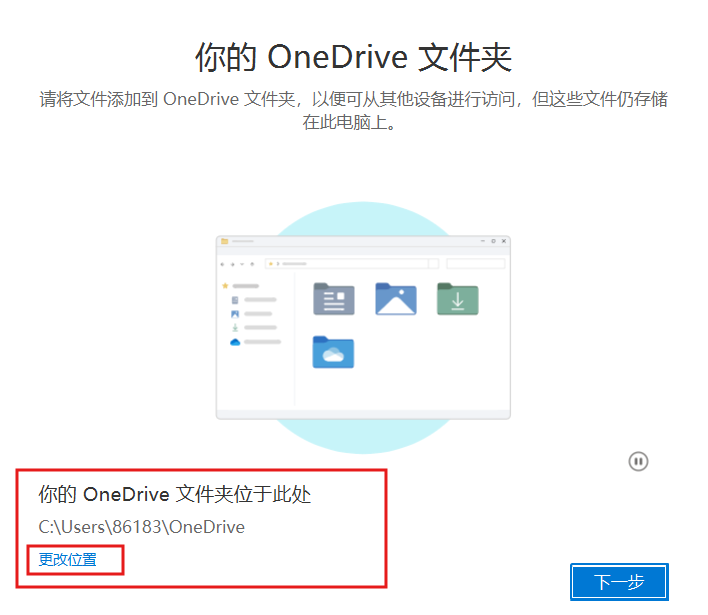 你的 OneDrive 文件夹
请将文件添加到 OneDrive 文件夹，以便可从其他设备进行访问，但这些文件仍存储
在此电脑上。
你的 OneDrive 文件夹位于此处
C:\Users\86183\OneDrive
更改位置
下一步